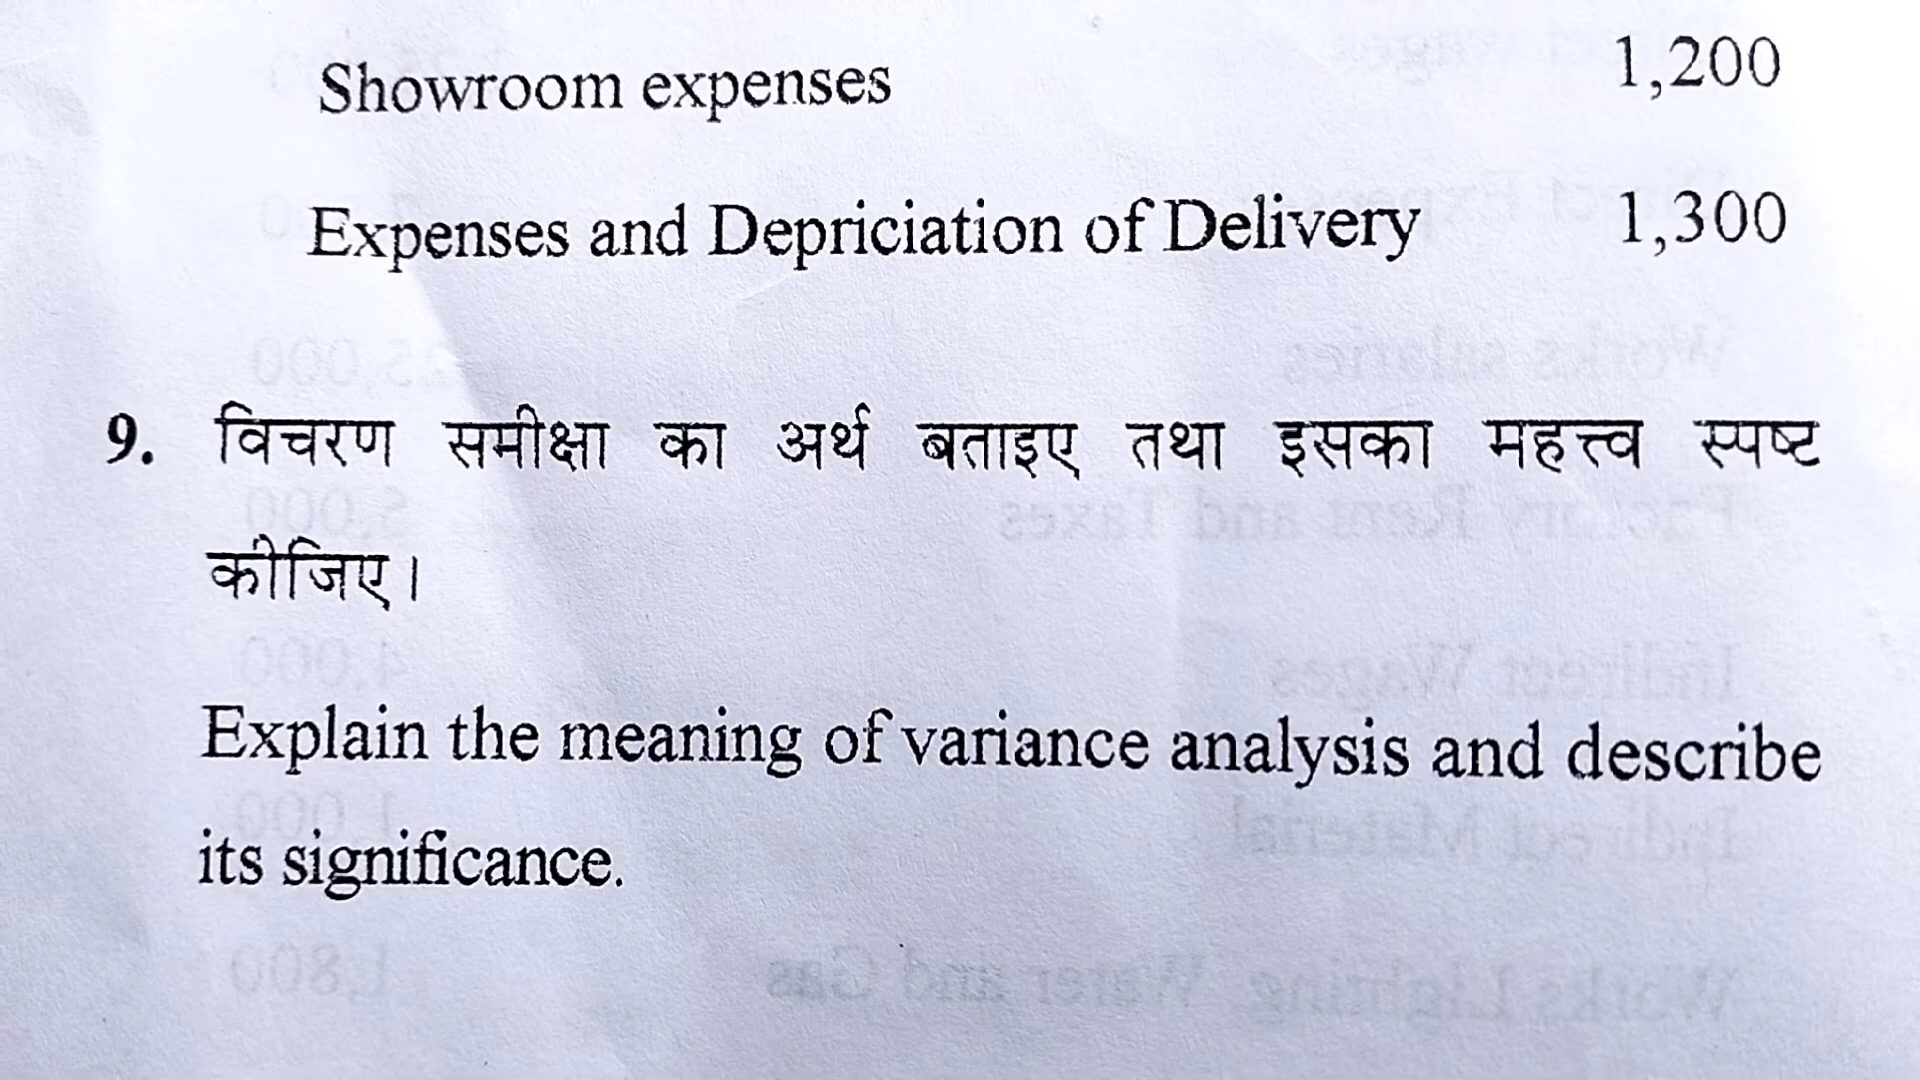 Showroom expenses 1,200
Expenses and Depriciation of Delivery 1,300
9. विचरण समीक्षा का अर्थ बताइए तथा इसका महत्त्व स्पष्ट
कीजिए।
Explain the meaning of variance analysis and describe
its significance.